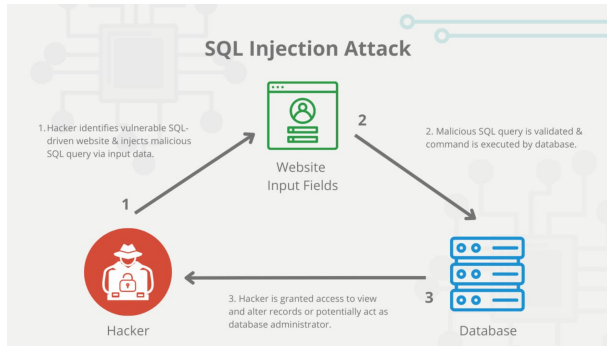 SQL Injection Attack
1. Hacker identifies vulnerable SQL-
driven website & injects malicious
SQL query via input data.
2
2. Malicious SQL query is validated &
command is executed by database.
Website
Input Fields
1
3. Hacker is granted access to view
and alter records or potentially act as
database administrator.
3
Hacker
Database